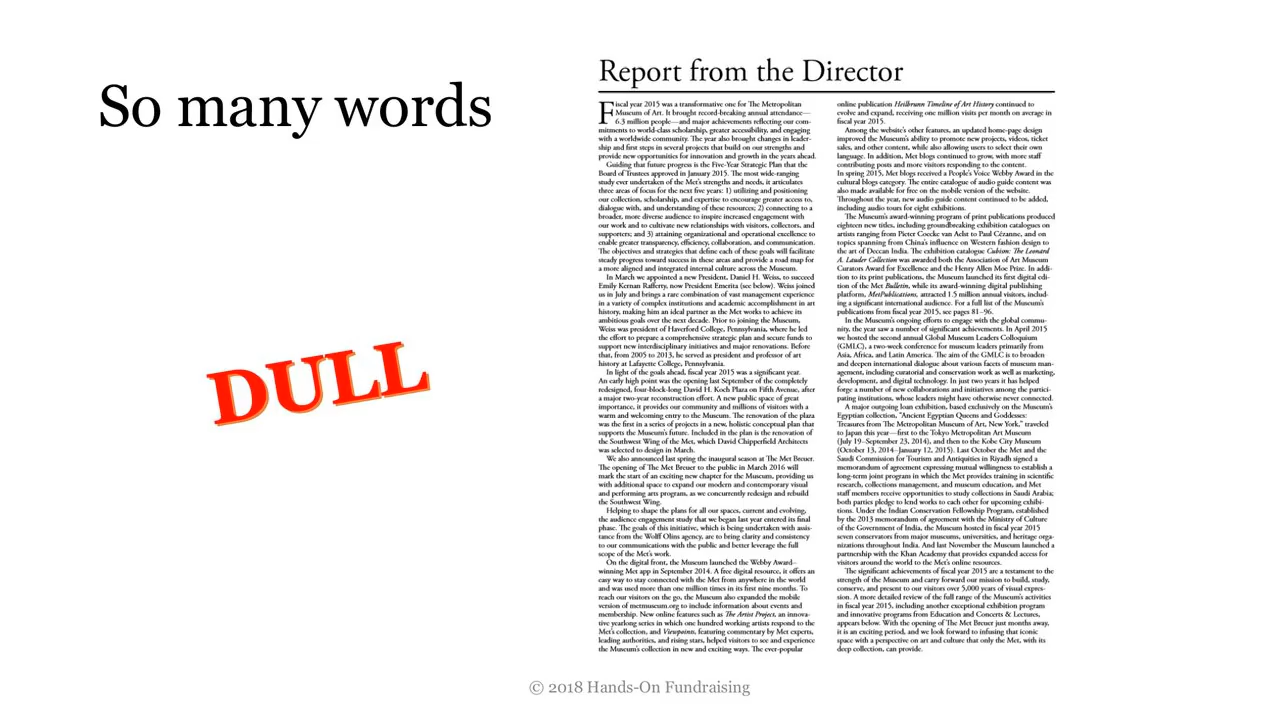 So many words
DULL
Report from the Director
Fiscal year 2015 was a transformative one for The Metropolitan
Museum of Art. It brought record-breaking annual attendance—
6.3 million people—and major achievements reflecting our com-
mitments to world-class scholarship, greater accessibility, and engaging
with a worldwide community. The year also brought changes in leader-
ship and first steps in several projects that build on our strengths and
provide new opportunities for innovation and growth in the years ahead.
Guiding that future progress is the Five-Year Strategic Plan that the
Board of Trustees approved in January 2015. The most wide-ranging
study ever undertaken of the Met's strengths and needs, it articulates
three areas of focus for the next five years: 1) utilizing and positioning
our collection, scholarship, and expertise to encourage greater access to,
dialogue with, and understanding of these resources; 2) connecting to a
broader, more diverse audience to inspire increased engagement with
our work and to cultivate new relationships with visitors, collectors, and
supporters; and 3) attaining organizational and operational excellence to
enable greater transparency, efficiency, collaboration, and communication.
The objectives and strategies that define each of these goals will facilitate
steady progress toward success in these areas and provide a road map for
a more aligned and integrated internal culture across the Museum.
In March we appointed a new President, Daniel H. Weiss, to succeed
Emily Kernan Rafferty, now President Emerita (see below). Weiss joined
us in July and brings a rare combination of vast management experience
in a variety of complex institutions and academic accomplishment in art
history, making him an ideal partner as the Met works to achieve its
ambitious goals over the next decade. Prior to joining the Museum,
Weiss was president of Haverford College, Pennsylvania, where he led
the effort to prepare a comprehensive strategic plan and secure funds to
support new interdisciplinary initiatives and major renovations. Before
that, from 2005 to 2013, he served as president and professor of art
history at Lafayette College, Pennsylvania.
In light of the goals ahead, fiscal year 2015 was a significant year.
An early high point was the opening last September of the completely
redesigned, four-block-long David H. Koch Plaza on Fifth Avenue, after
a major two-year reconstruction effort. A new public space of great
importance, it provides our community and millions of visitors with a
warm and welcoming entry to the Museum. The renovation of the plaza
was the first in a series of projects in a new, holistic conceptual plan that
supports the Museum's future. Included in the plan is the renovation of
the Southwest Wing of the Met, which David Chipperfield Architects
was selected to design in March.
We also announced last spring the inaugural season at The Met Breuer.
The opening of The Met Breuer to the public in March 2016 will
mark the start of an exciting new chapter for the Museum, providing us
with additional space to expand our modern and contemporary visual
and performing arts program, as we concurrently redesign and rebuild
the Southwest Wing.
Helping to shape the plans for all our spaces, current and evolving,
the audience engagement study that we began last year entered its final
phase. The goals of this initiative, which is being undertaken with assis-
tance from the Wolff Olins agency, are to bring clarity and consistency
to our communications with the public and better leverage the full
scope of the Met's work.
On the digital front, the Museum launched the Webby Award–
winning Met app in September 2014. A free digital resource, it offers an
easy way to stay connected with the Met from anywhere in the world
and was used more than one million times in its first nine months. To
reach our visitors on the go, the Museum also expanded the mobile
version of metmuseum.org to include information about events and
membership. New online features such as The Artist Project, an innova-
tive yearlong series in which one hundred working artists respond to the
Met's collection, and Viewpoints, featuring commentary by Met experts,
leading authorities, and rising stars, helped visitors to see and experience
the Museum's collection in new and exciting ways. The ever-popular
online publication Heilbrunn Timeline of Art History continued to
evolve and expand, receiving one million visits per month on average in
fiscal year 2015.
Among the website's other features, an updated home-page design
improved the Museum's ability to promote new projects, videos, ticket
sales, and other content, while also allowing users to select their own
language. In addition, Met blogs continued to grow, with more staff
contributing posts and more visitors responding to the content.
In spring 2015, Met blogs received a People's Voice Webby Award in the
cultural blogs category. The entire catalogue of audio guide content was
also made available for free on the mobile version of the website.
Throughout the year, new audio guide content continued to be added,
including audio tours for eight exhibitions.
The Museum's award-winning program of print publications produced
eighteen new titles, including groundbreaking exhibition catalogues on
artists ranging from Pieter Coecke van Aelst to Paul Cézanne, and on
topics spanning from China's influence on Western fashion design to
the art of Deccan India. The exhibition catalogue Cubism: The Leonard
A. Lauder Collection was awarded both the Association of Art Museum
Curators Award for Excellence and the Henry Allen Moe Prize. In addi-
tion to its print publications, the Museum launched its first digital edi-
tion of the Met Bulletin, while its award-winning digital publishing
platform, MetPublications, attracted 1.5 million annual visitors, includ-
ing a significant international audience. For a full list of the Museum's
publications from fiscal year 2015, see pages 81–96.
In the Museum's ongoing efforts to engage with the global commu-
nity, the year saw a number of significant achievements. In April 2015
we hosted the second annual Global Museum Leaders Colloquium
(GMLC), a two-week conference for museum leaders primarily from
Asia, Africa, and Latin America. The aim of the GMLC is to broaden
and deepen international dialogue about various facets of museum man-
agement, including curatorial and conservation work as well as marketing,
development, and digital technology. In just two years it has helped
forge a number of new collaborations and initiatives among the partici-
pating institutions, whose leaders might have otherwise never connected.
A major outgoing loan exhibition, based exclusively on the Museum's
Egyptian collection, "Ancient Egyptian Queens and Goddesses:
Treasures from The Metropolitan Museum of Art, New York," traveled
to Japan this year—first to the Tokyo Metropolitan Art Museum
(July 19–September 23, 2014), and then to the Kobe City Museum
(October 13, 2014–January 12, 2015). Last October the Met and the
Saudi Commission for Tourism and Antiquities in Riyadh signed a
memorandum of agreement expressing mutual willingness to establish a
long-term joint program in which the Met provides training in scientific
research, collections management, and museum education, and Met
staff members receive opportunities to study collections in Saudi Arabia;
both parties pledge to lend works to each other for upcoming exhibi-
tions. Under the Indian Conservation Fellowship Program, established
by the 2013 memorandum of agreement with the Ministry of Culture
of the Government of India, the Museum hosted in fiscal year 2015
seven conservators from major museums, universities, and heritage orga-
nizations throughout India. And last November the Museum launched a
partnership with the Khan Academy that provides expanded access for
visitors around the world to the Met's online resources.
The significant achievements of fiscal year 2015 are a testament to the
strength of the Museum and carry forward our mission to build, study,
conserve, and present to our visitors over 5,000 years of visual expres-
sion. A more detailed review of the full range of the Museum's activities
in fiscal year 2015, including another exceptional exhibition program
and innovative programs from Education and Concerts & Lectures,
appears below. With the opening of The Met Breuer just months away,
it is an exciting period, and we look forward to infusing that iconic
space with a perspective on art and culture that only the Met, with its
deep collection, can provide.
© 2018 Hands-On Fundraising